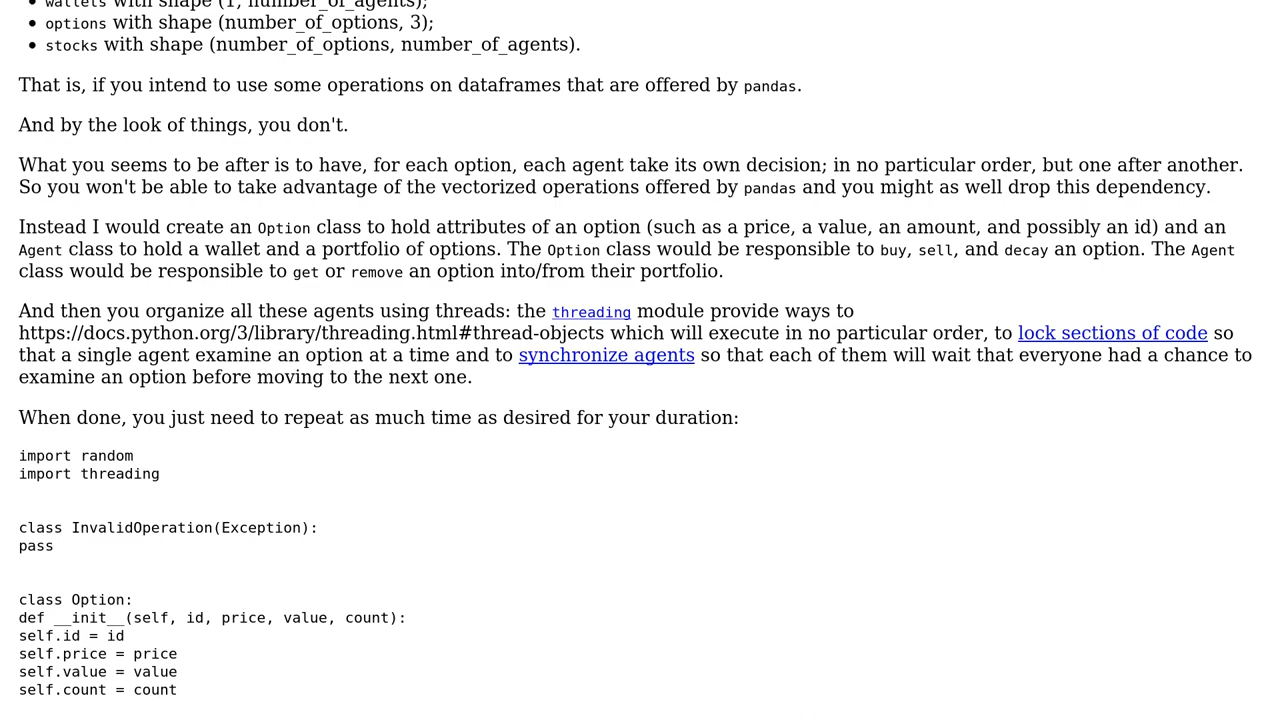 wallets with shape (1, number_of_agents);
• options with shape (number_of_options, 3);
• stocks with shape (number_of_options, number_of_agents).
That is, if you intend to use some operations on dataframes that are offered by pandas.
And by the look of things, you don't.
What you seems to be after is to have, for each option, each agent take its own decision; in no particular order, but one after another.
So you won't be able to take advantage of the vectorized operations offered by pandas and you might as well drop this dependency.
Instead I would create an Option class to hold attributes of an option (such as a price, a value, an amount, and possibly an id) and an
Agent class to hold a wallet and a portfolio of options. The Option class would be responsible to buy, sell, and decay an option. The Agent
class would be responsible to get or remove an option into/from their portfolio.
And then you organize all these agents using threads: the threading module provide ways to
https://docs.python.org/3/library/threading.html#thread-objects which will execute in no particular order, to lock sections of code so
that a single agent examine an option at a time and to synchronize agents so that each of them will wait that everyone had a chance to
examine an option before moving to the next one.
When done, you just need to repeat as much time as desired for your duration:
import random
import threading
class InvalidOperation(Exception):
pass
class Option:
def __init__(self, id, price, value, count):
self.id = id
self.price = price
self.value = value
self.count = count